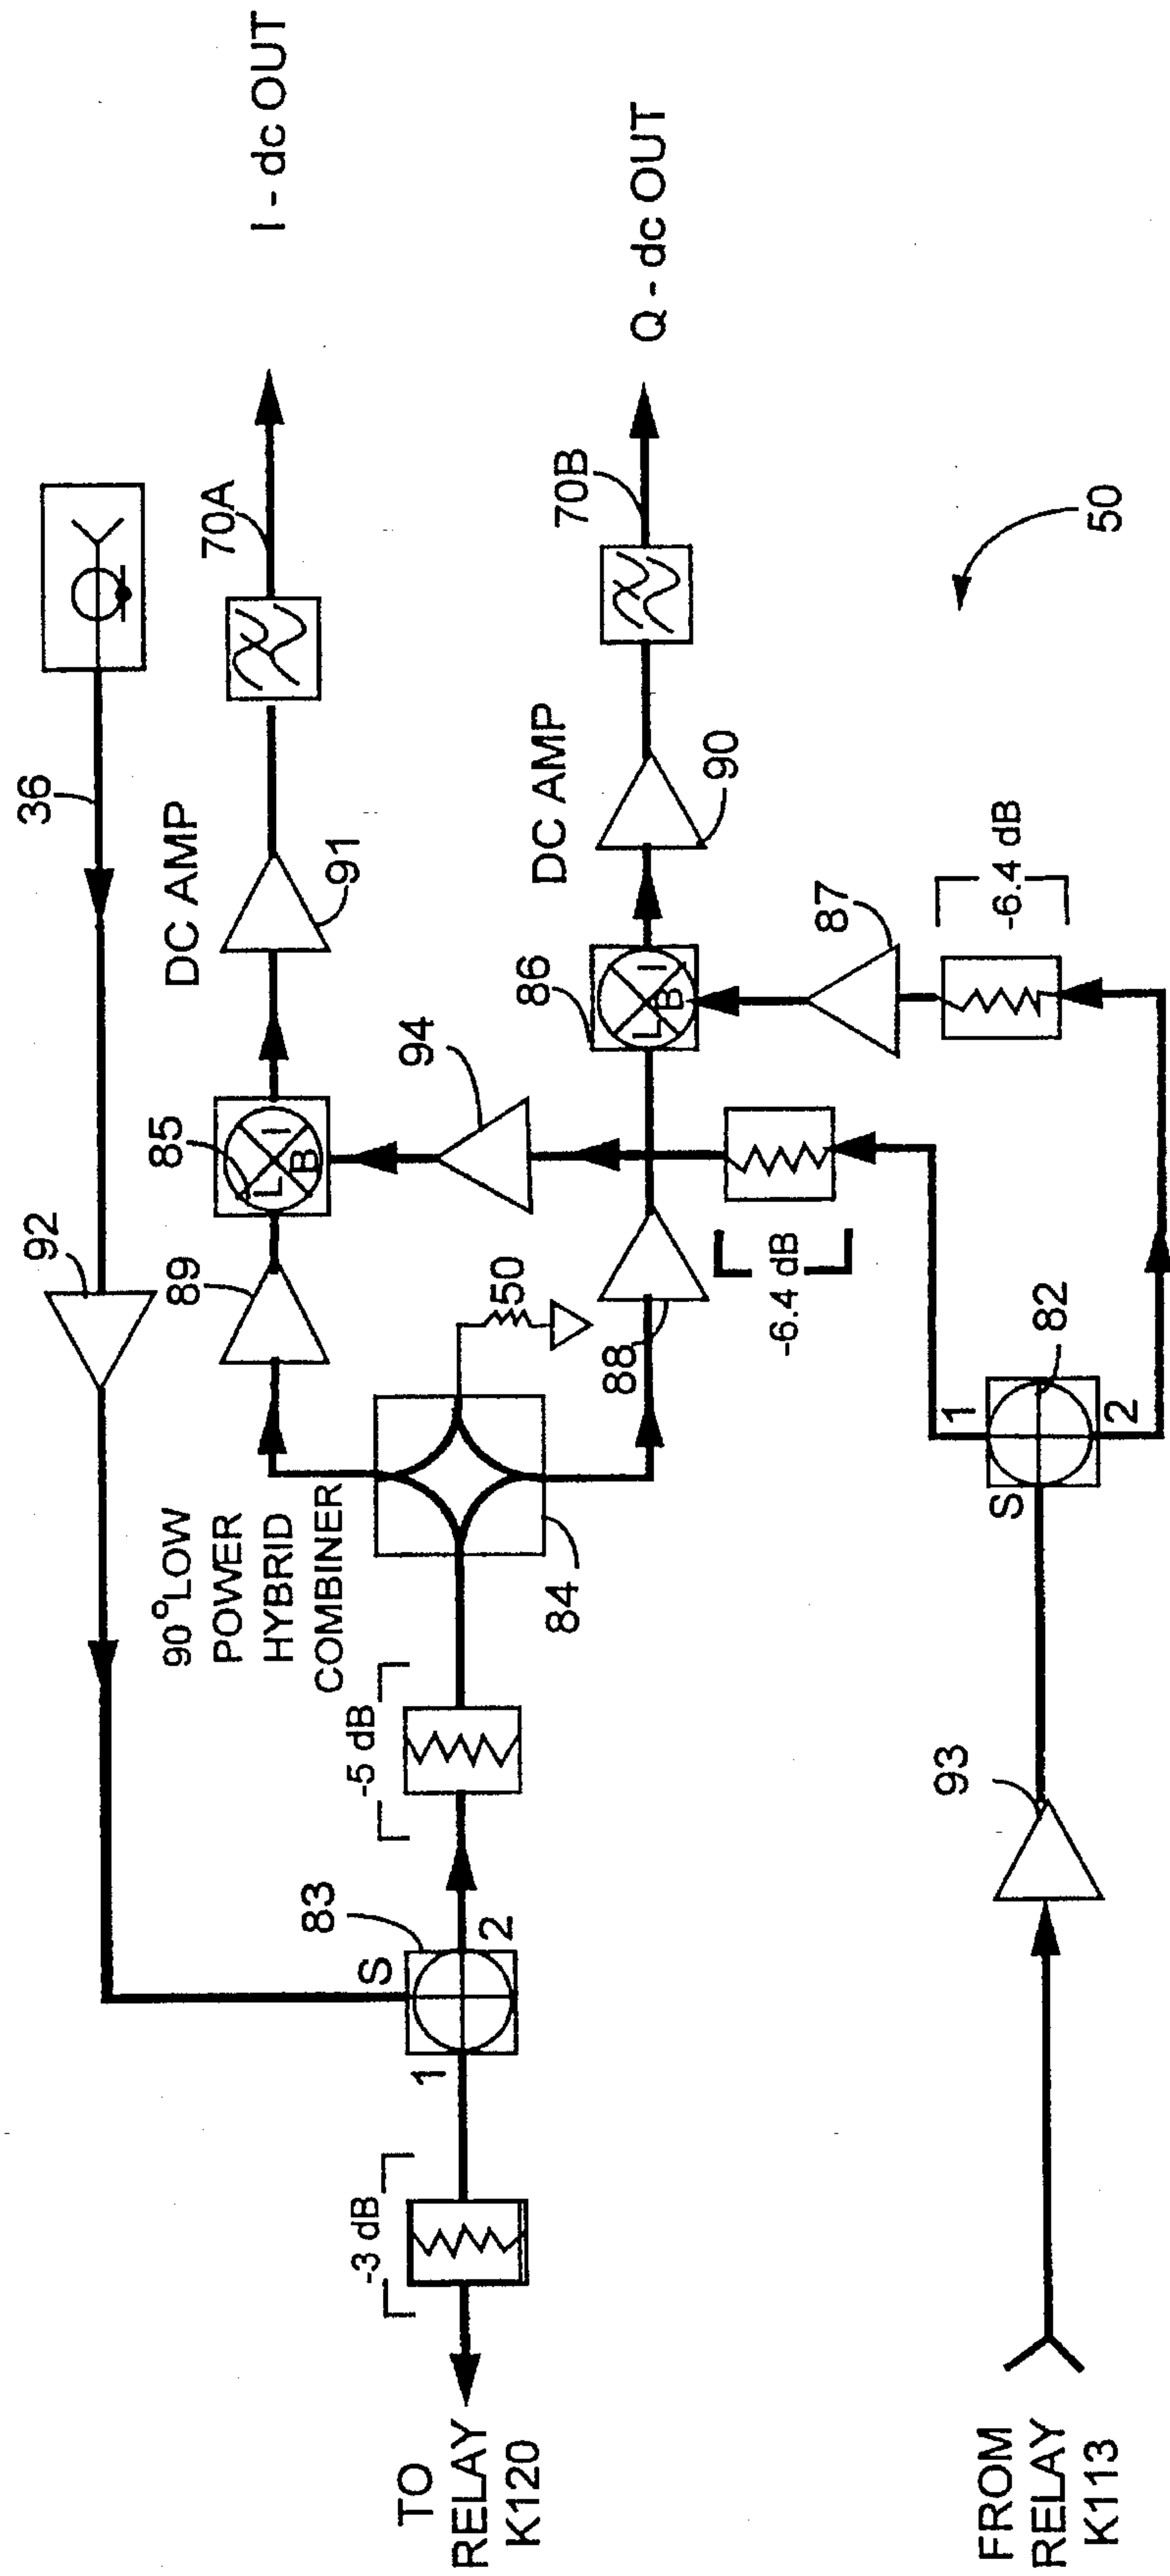 36
I - dc OUT
92
89
85
DC AMP
91
70A
90°LOW
POWER
HYBRID
COMBINER
94
Q - dc OUT
TO
RELAY
K120
-3 dB
1
S
83
2
-5 dB
84
50
L
B
I
88
86
L
B
I
DC AMP
90
70B
-6.4 dB
87
-6.4 dB
50
FROM
RELAY
K113
93
S
1
2
82